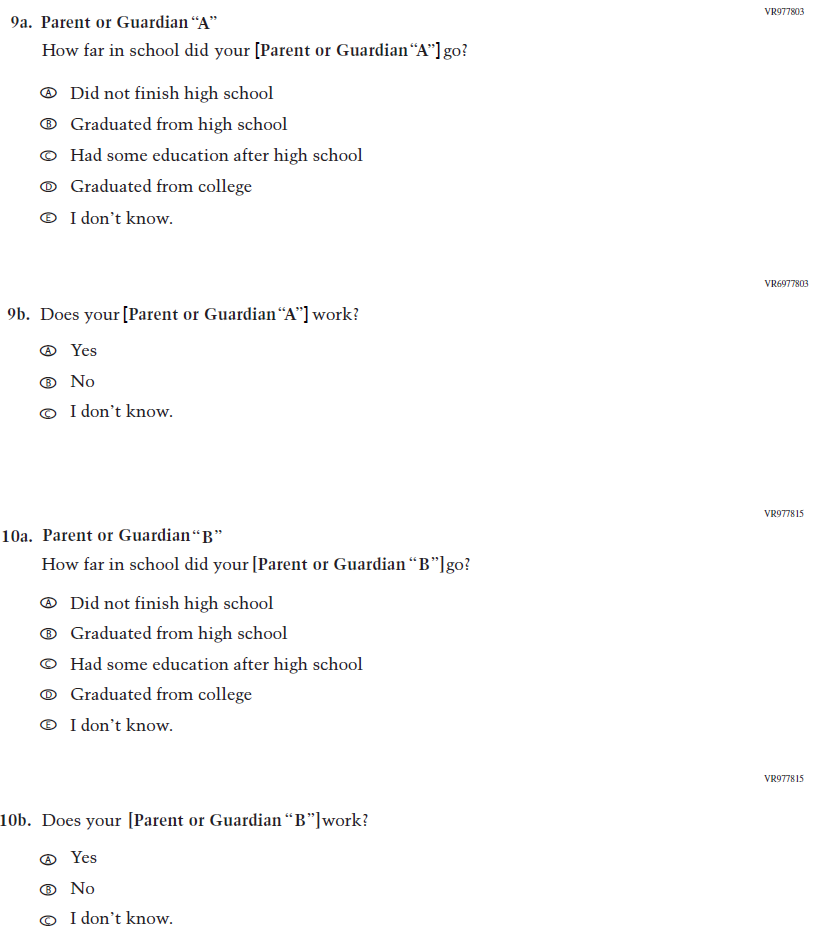 VR977803
9a. Parent or Guardian “A”
How far in school did your [Parent or Guardian “A”] go?
A Did not finish high school
B Graduated from high school
C Had some education after high school
D Graduated from college
E I don’t know.
VR6977803
9b. Does your [Parent or Guardian “A”] work?
A Yes
B No
C I don’t know.
VR977815
10a. Parent or Guardian “B”
How far in school did your [Parent or Guardian “B”] go?
A Did not finish high school
B Graduated from high school
C Had some education after high school
D Graduated from college
E I don’t know.
VR977815
10b. Does your [Parent or Guardian “B”] work?
A Yes
B No
C I don’t know.